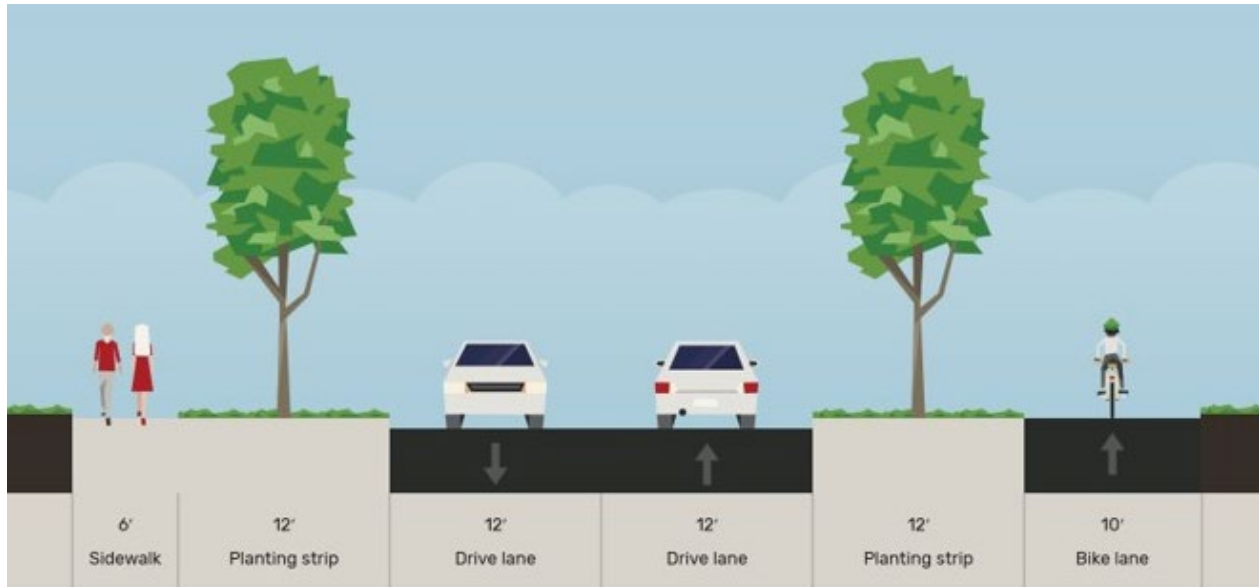 6′
Sidewalk
12′
Planting strip
12′
Drive lane
12′
Drive lane
12′
Planting strip
10′
Bike lane